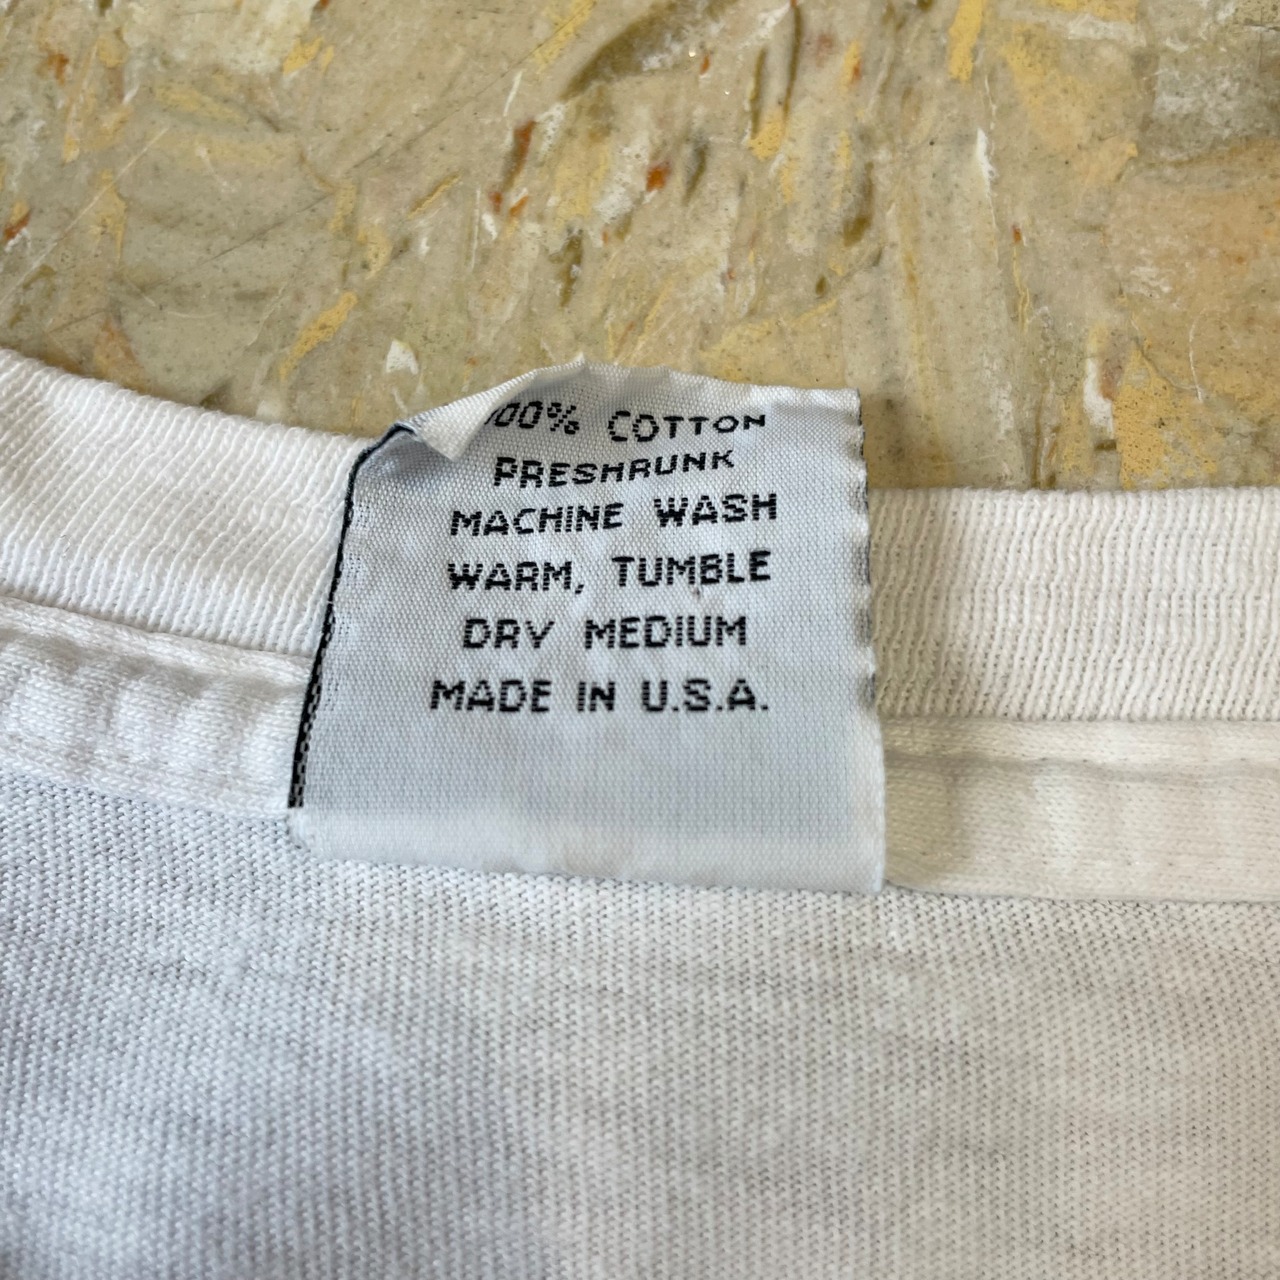 100% COTTON
PRESHRUNK
MACHINE WASH
WARM, TUMBLE
DRY MEDIUM
MADE IN U.S.A.